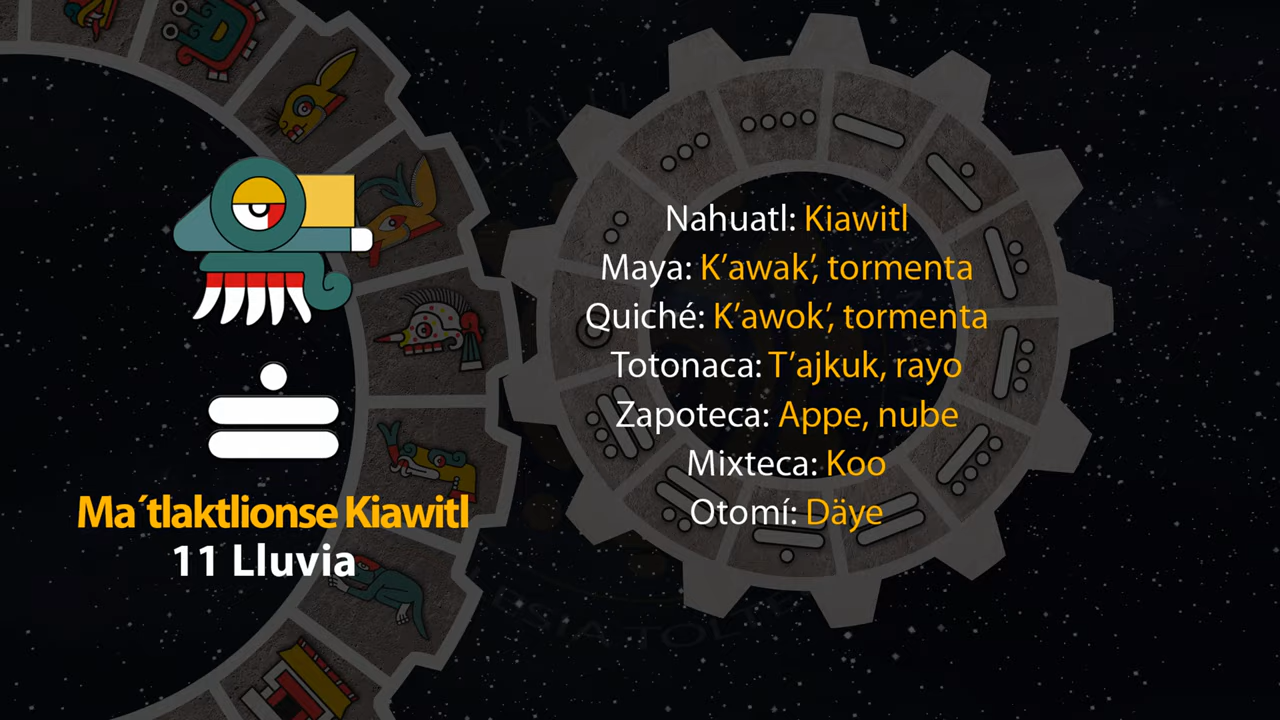 Ma´tlaktlionse Kiawitl
11 Lluvia
Nahuatl: Kiawitl
Maya: K’awak’, tormenta
Quiché: K’awok’, tormenta
Totonaca: T’ajkuk, rayo
Zapoteca: Appe, nube
Mixteca: Koo
Otomí: Däye